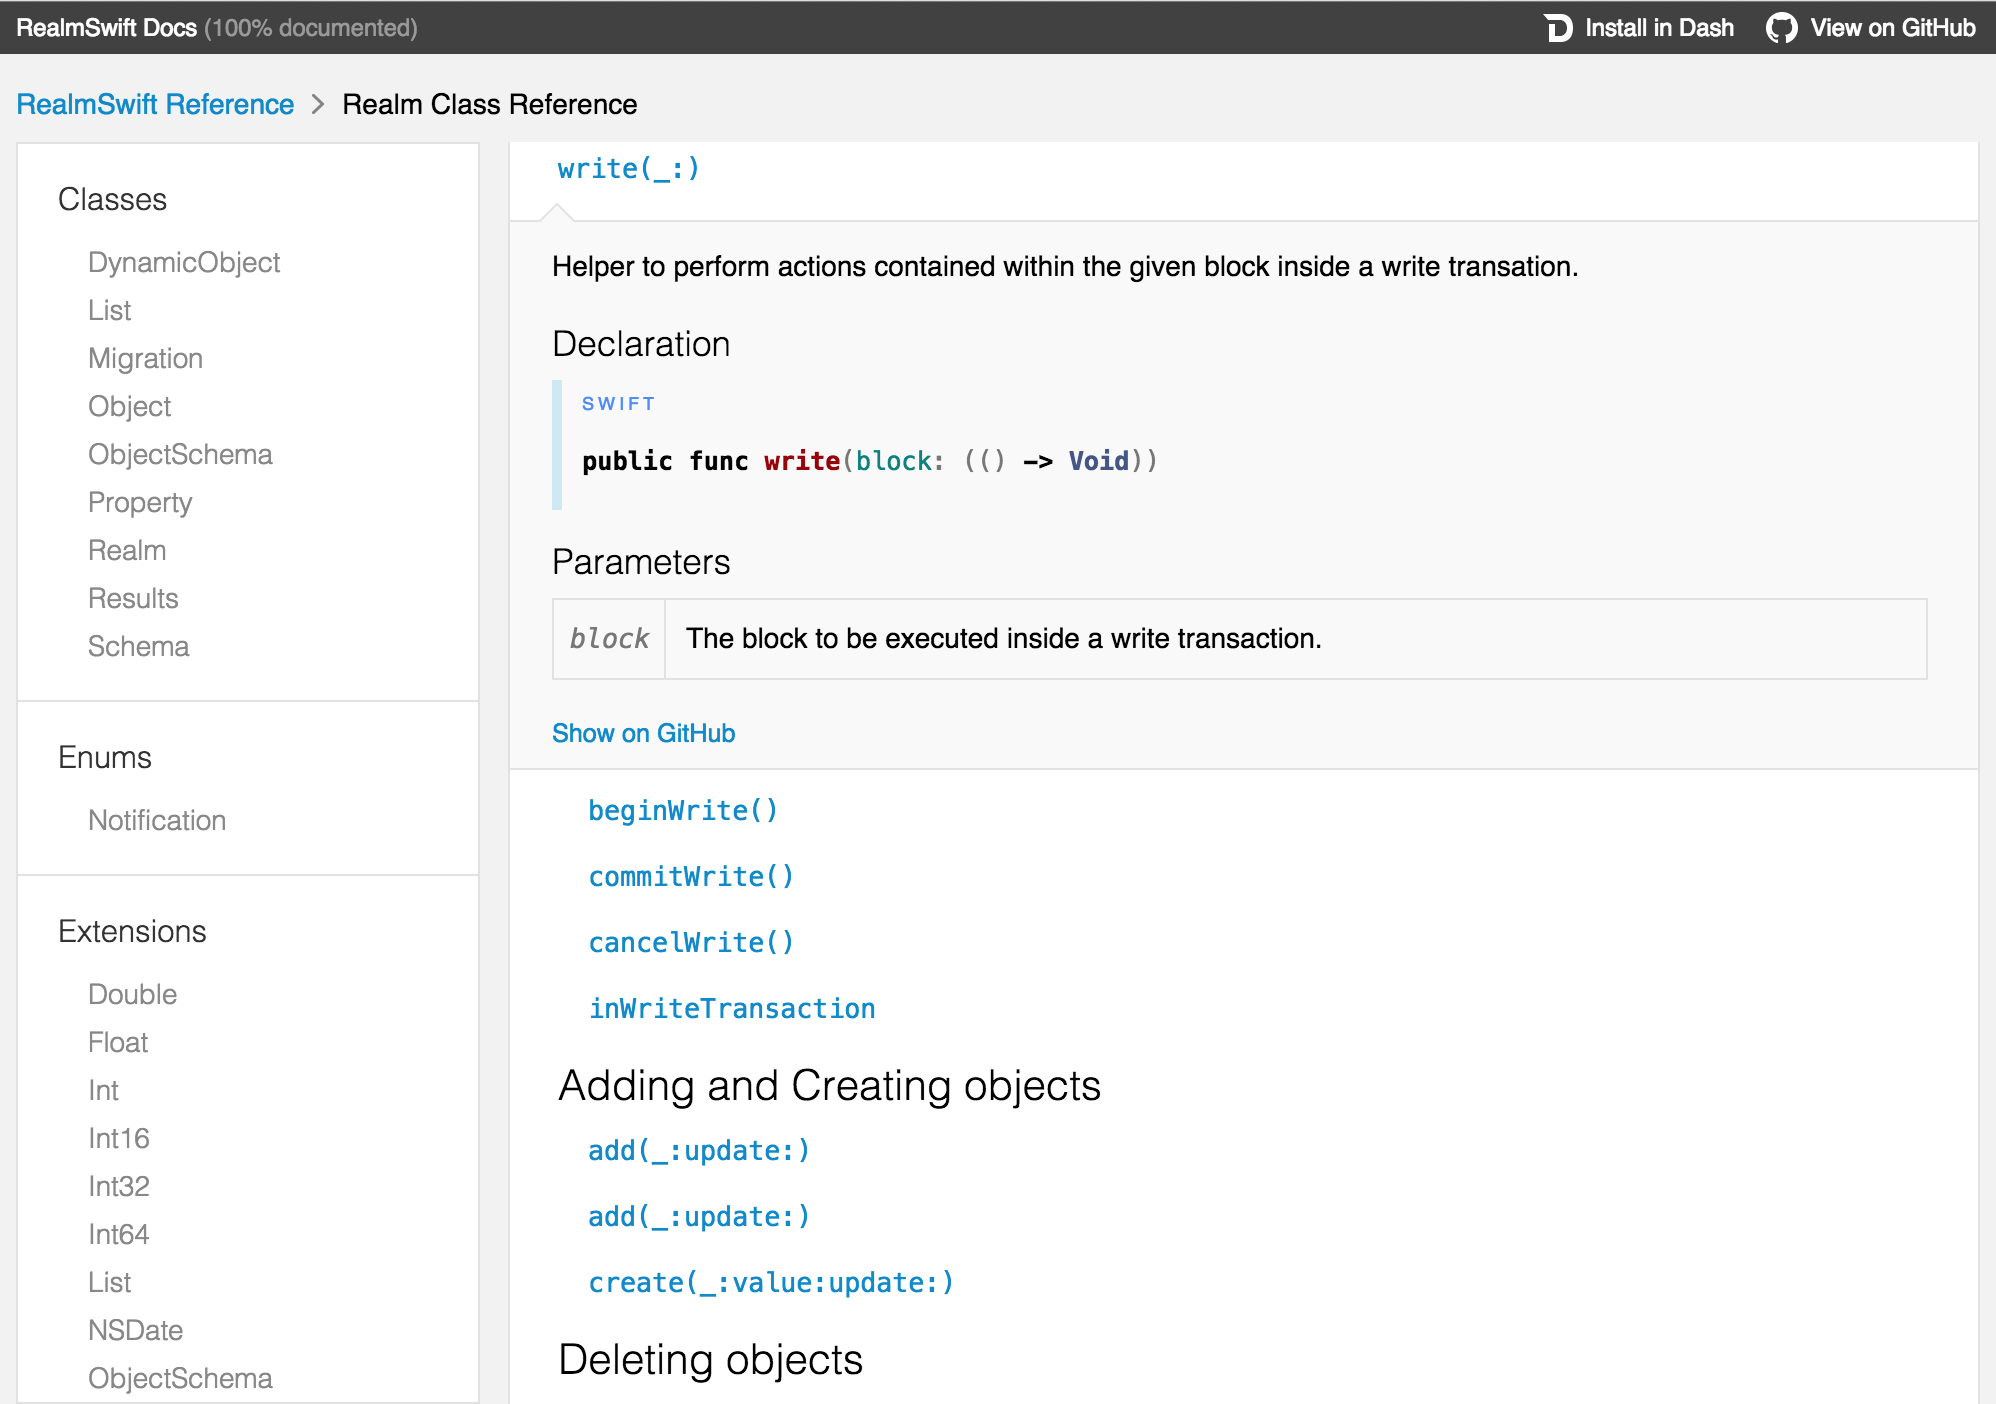 RealmSwift Docs (100% documented)
Install in Dash
View on GitHub
RealmSwift Reference > Realm Class Reference
Classes
DynamicObject
List
Migration
Object
ObjectSchema
Property
Realm
Results
Schema
Enums
Notification
Extensions
Double
Float
Int
Int16
Int32
Int64
List
NSDate
ObjectSchema
write(_:)
Helper to perform actions contained within the given block inside a write transation.
Declaration
SWIFT
public func write(block: (() -> Void))
Parameters
block The block to be executed inside a write transaction.
Show on GitHub
beginWrite()
commitWrite()
cancelWrite()
inWriteTransaction
Adding and Creating objects
add(_:update:)
add(_:update:)
create(_:value:update:)
Deleting objects